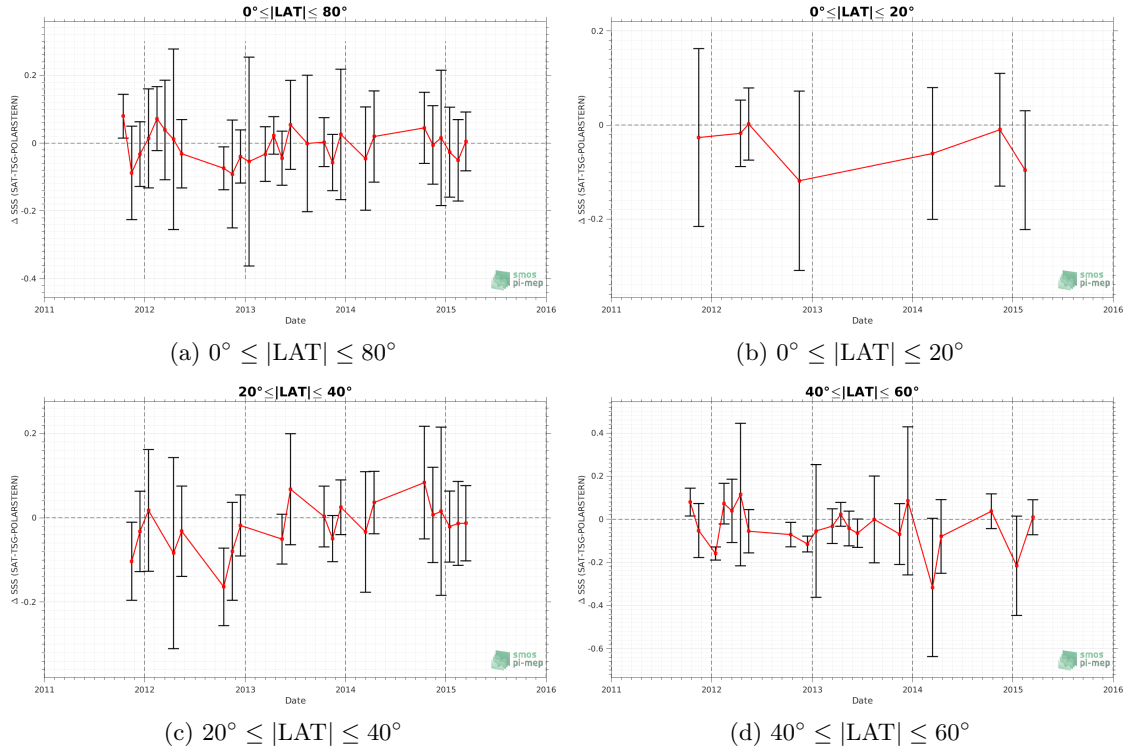 0°≤|LAT|≤ 80°
Δ SSS (SAT-TSG-POLARSTERN)
0.2
0
-0.2
-0.4
2011
2012
2013
2014
2015
2016
Date
smos
pi-mep
(a) 0° ≤ |LAT| ≤ 80°
0°≤|LAT|≤ 20°
Δ SSS (SAT-TSG-POLARSTERN)
0.2
0
-0.2
2011
2012
2013
2014
2015
2016
Date
smos
pi-mep
(b) 0° ≤ |LAT| ≤ 20°
20°≤|LAT|≤ 40°
Δ SSS (SAT-TSG-POLARSTERN)
0.2
0
-0.2
2011
2012
2013
2014
2015
2016
Date
smos
pi-mep
(c) 20° ≤ |LAT| ≤ 40°
40°≤|LAT|≤ 60°
Δ SSS (SAT-TSG-POLARSTERN)
0.4
0.2
0
-0.2
-0.4
-0.6
2011
2012
2013
2014
2015
2016
Date
smos
pi-mep
(d) 40° ≤ |LAT| ≤ 60°